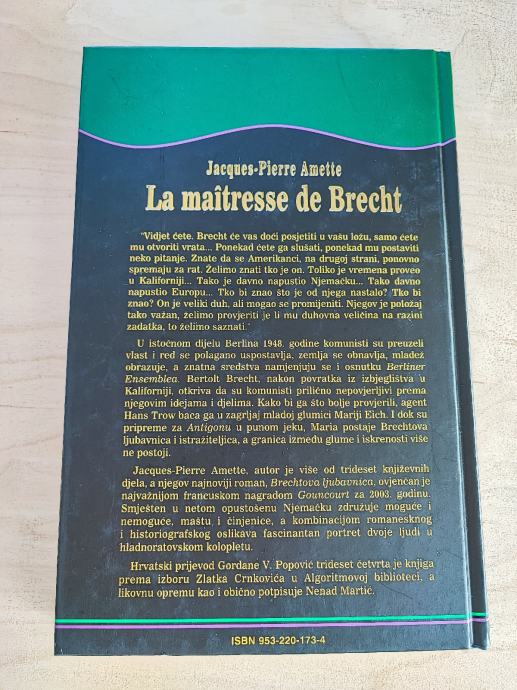 Jacques-Pierre Amette
La maîtresse de Brecht
"Vidjet ćete. Brecht će vas doći posjetiti u vašu ložu, samo ćete
mu otvoriti vrata... Ponekad ćete ga slušati, ponekad mu postaviti
neko pitanje. Znate da se Amerikanci, na drugoj strani, ponovno
spremaju za rat. Želimo znati tko je on. Toliko je vremena proveo
u Kaliforniji... Tako je davno napustio Njemačku... Tako davno
napustio Europu... Tko bi znao što je od njega nastalo? Tko bi
znao? On je veliki duh, ali mogao se promijeniti. Njegov je položaj
tako važan, želimo provjeriti je li mu duhovna veličina na razini
zadatka, to želimo saznati."
U istočnom dijelu Berlina 1948. godine komunisti su preuzeli
vlast i red se polagano uspostavlja, zemlja se obnavlja, mladež
obrazuje, a znatna sredstva namjenjuju se i osnutku Berliner
Ensemblea. Bertolt Brecht, nakon povratka iz izbjeglištva u
Kaliforniji, otkriva da su komunisti prilično nepovjerljivi prema
njegovim idejama i djelima. Kako bi ga što bolje provjerili, agent
Hans Trow baca ga u zagrljaj mladoj glumici Mariji Eich. I dok su
pripreme za Antigonu u punom jeku, Maria postaje Brechtova
ljubavnica i istražiteljica, a granica između glume i iskrenosti više
ne postoji.
Jacques-Pierre Amette, autor je više od trideset književnih
djela, a njegov najnoviji roman, Brechtova ljubavnica, ovjenčan je
najvažnijom francuskom nagradom Gouncourt za 2003. godinu.
Smješten u netom opustošenu Njemačku združuje moguće i
nemoguće, maštu i činjenice, a kombinacijom romanesknog
i historiografskog oslikava fascinantan portret dvoje ljudi u
hladnoratovskom kolopletu.
Hrvatski prijevod Gordane V. Popović trideset četvrta je knjiga
prema izboru Zlatka Crnkovića u Algoritmovoj biblioteci, a
likovnu opremu kao i obično potpisuje Nenad Martić.
ISBN 953-220-173-4